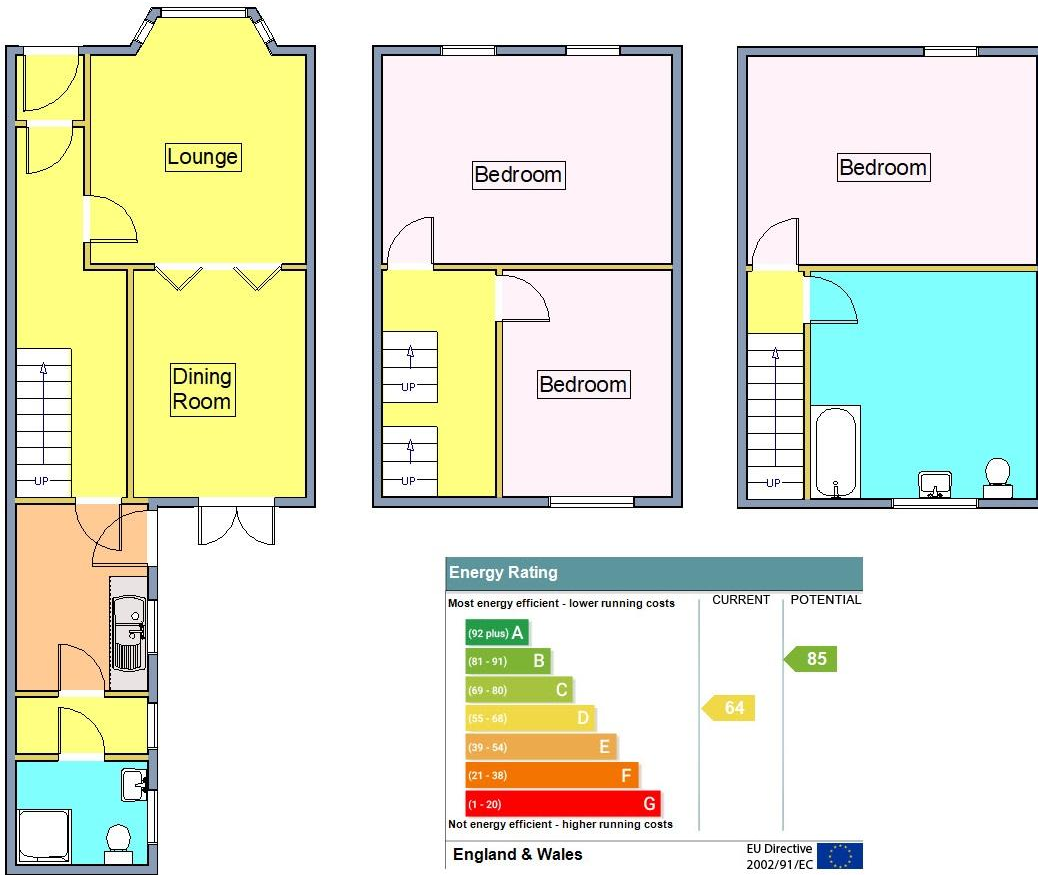 Lounge
Dining
Room
UP
Bedroom
Bedroom
UP
UP
Bedroom
UP
Energy Rating
Most energy efficient - lower running costs
CURRENT
POTENTIAL
(92 plus) A
(81 - 91) B
(69 - 80) C
(55 - 68) D
(39 - 54) E
(21 - 38) F
(1 - 20) G
64
85
Not energy efficient - higher running costs
England & Wales
EU Directive
2002/91/EC